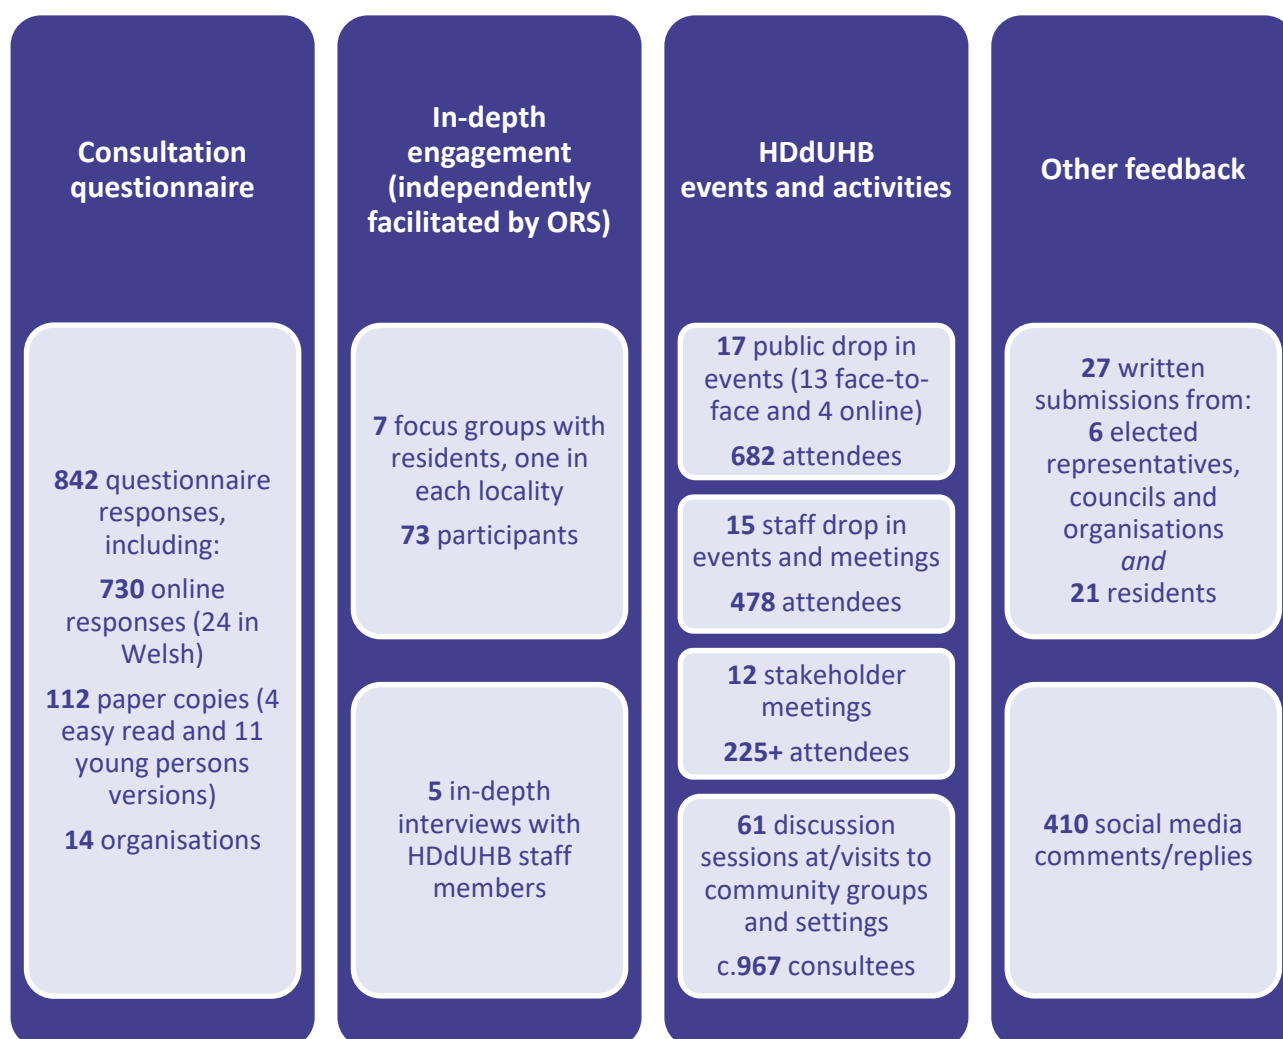 Consultation
questionnaire
842 questionnaire
responses,
including:
730 online
responses (24 in
Welsh)
112 paper copies (4
easy read and 11
young persons
versions)
14 organisations
In-depth
engagement
(independently
facilitated by ORS)
7 focus groups with
residents, one in
each locality
73 participants
5 in-depth
interviews with
HDdUHB staff
members
HDdUHB
events and activities
17 public drop in
events (13 face-to-
face and 4 online)
682 attendees
15 staff drop in
events and meetings
478 attendees
12 stakeholder
meetings
225+ attendees
61 discussion
sessions at/visits to
community groups
and settings
c.967 consultees
Other feedback
27 written
submissions from:
6 elected
representatives,
councils and
organisations
and
21 residents
410 social media
comments/replies